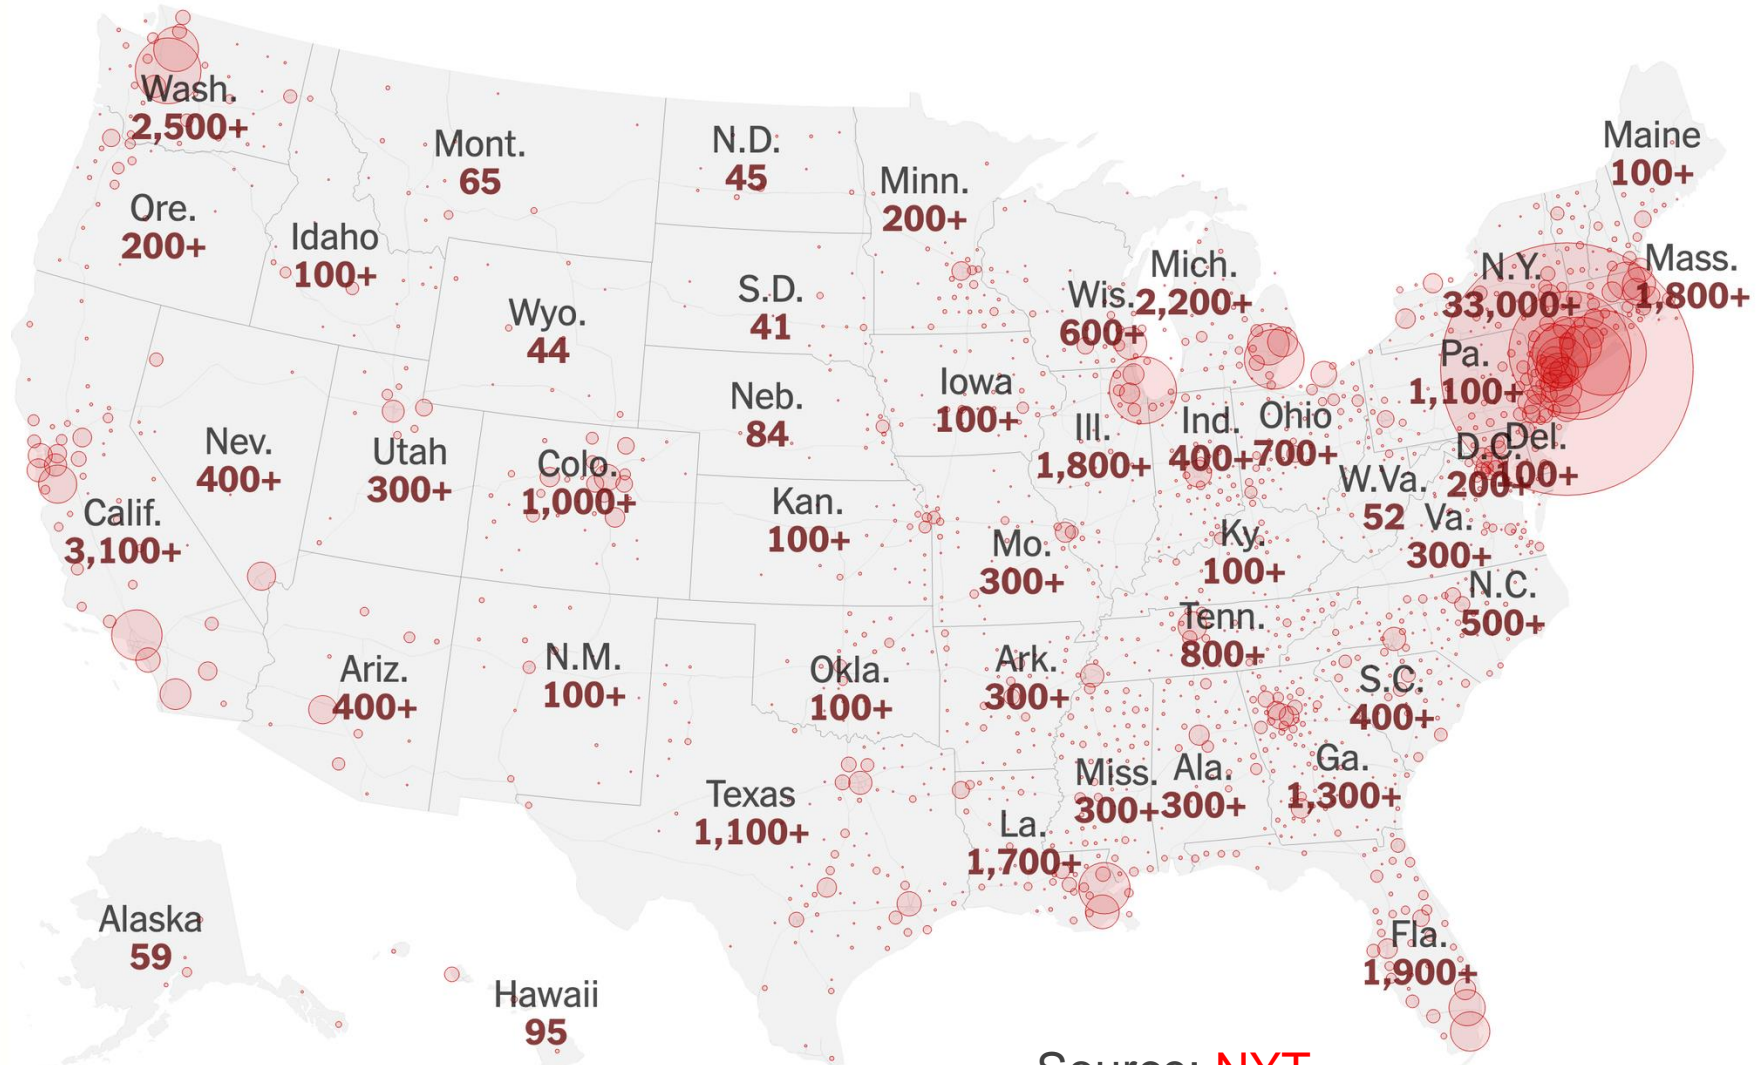 Wash.
2,500+
Mont.
65
N.D.
45
Minn.
200+
Maine
100+
Ore.
200+
Idaho
100+
Wyo.
44
S.D.
41
Wis.
600+
Mich.
2,200+
N.Y.
33,000+
Mass.
1,800+
Pa.
1,100+
Nev.
400+
Utah
300+
Colo.
1,000+
Neb.
84
Iowa
100+
Ill.
1,800+
Ind.
400+
Ohio
700+
D.C.
200+
Del.
100+
Calif.
3,100+
Kan.
100+
Mo.
300+
Ky.
100+
W.Va.
52
Va.
300+
N.C.
500+
Ariz.
400+
N.M.
100+
Okla.
100+
Ark.
300+
Tenn.
800+
S.C.
400+
Texas
1,100+
La.
1,700+
Miss.
300+
Ala.
300+
Ga.
1,300+
Alaska
59
Hawaii
95
Fla.
1,900+
Source: NYT